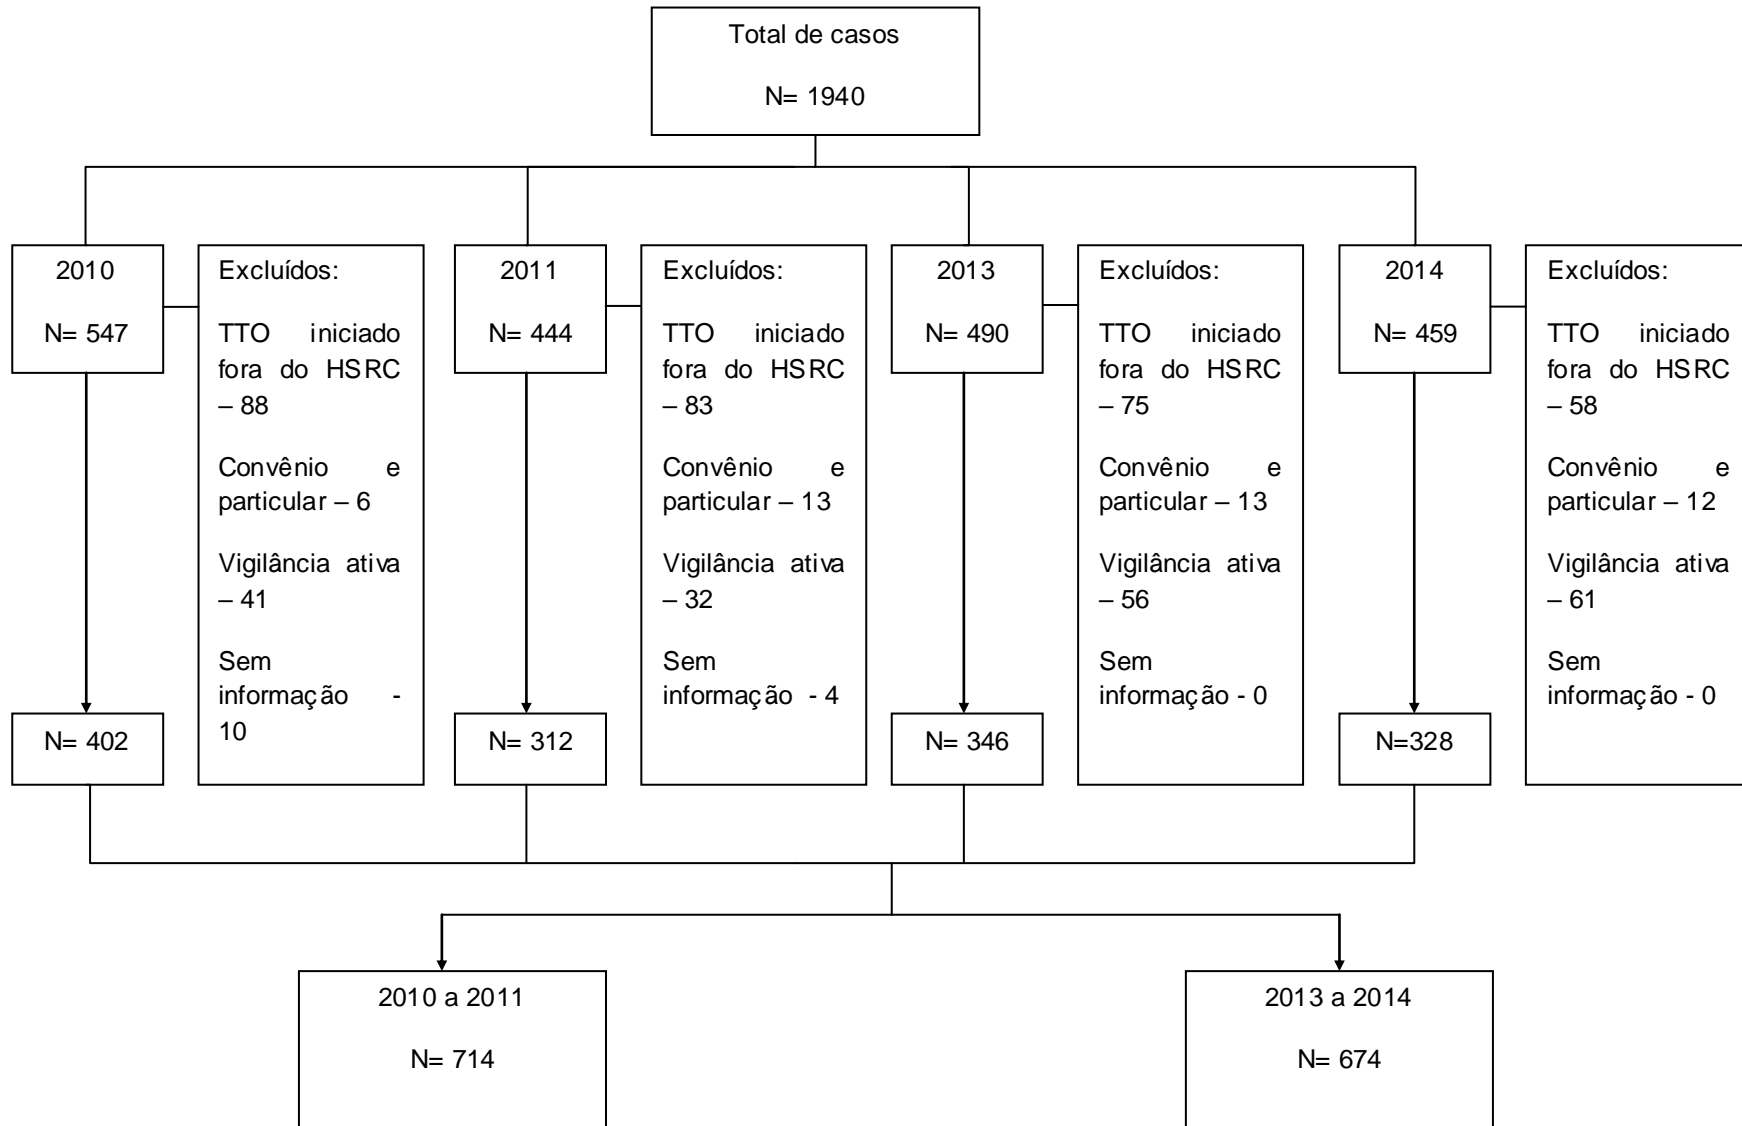 Total de casos
N= 1940
2010
N= 547
Excluídos:
TTO iniciado
fora do HSRC
– 88
Convênio e
particular – 6
Vigilância ativa
– 41
Sem
informação -
10
N= 402
2011
N= 444
Excluídos:
TTO iniciado
fora do HSRC
– 83
Convênio e
particular – 13
Vigilância ativa
– 32
Sem
informação - 4
N= 312
2013
N= 490
Excluídos:
TTO iniciado
fora do HSRC
– 75
Convênio e
particular – 13
Vigilância ativa
– 56
Sem
informação - 0
N= 346
2014
N= 459
Excluídos:
TTO iniciado
fora do HSRC
– 58
Convênio e
particular – 12
Vigilância ativa
– 61
Sem
informação - 0
N=328
2010 a 2011
N= 714
2013 a 2014
N= 674